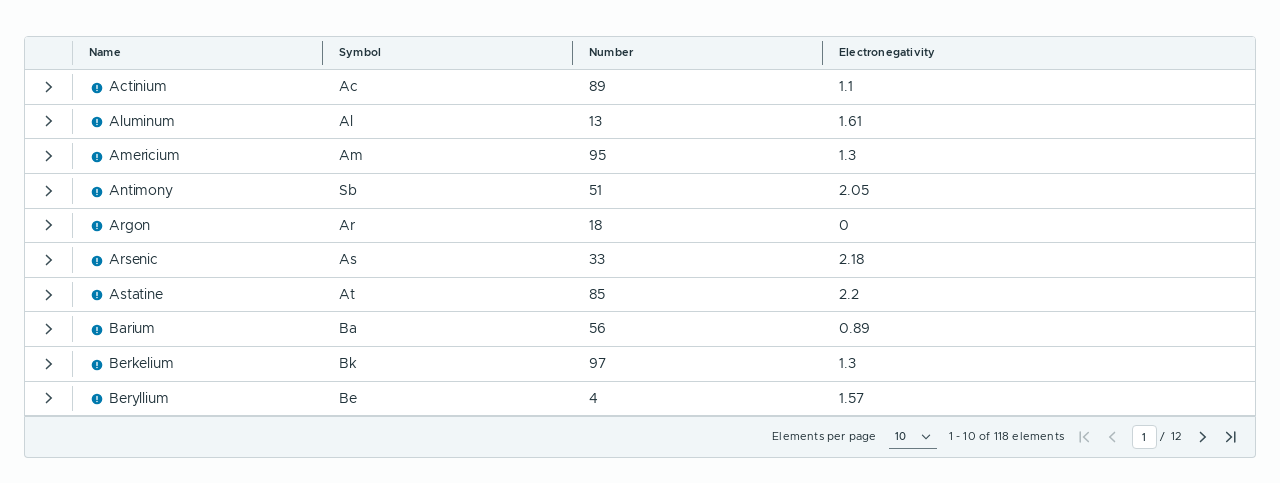 Name Symbol Number Electronegativity
Actinium Ac 89 1.1
Aluminum Al 13 1.61
Americium Am 95 1.3
Antimony Sb 51 2.05
Argon Ar 18 0
Arsenic As 33 2.18
Astatine At 85 2.2
Barium Ba 56 0.89
Berkelium Bk 97 1.3
Beryllium Be 4 1.57
Elements per page 10 1 - 10 of 118 elements 1 / 12